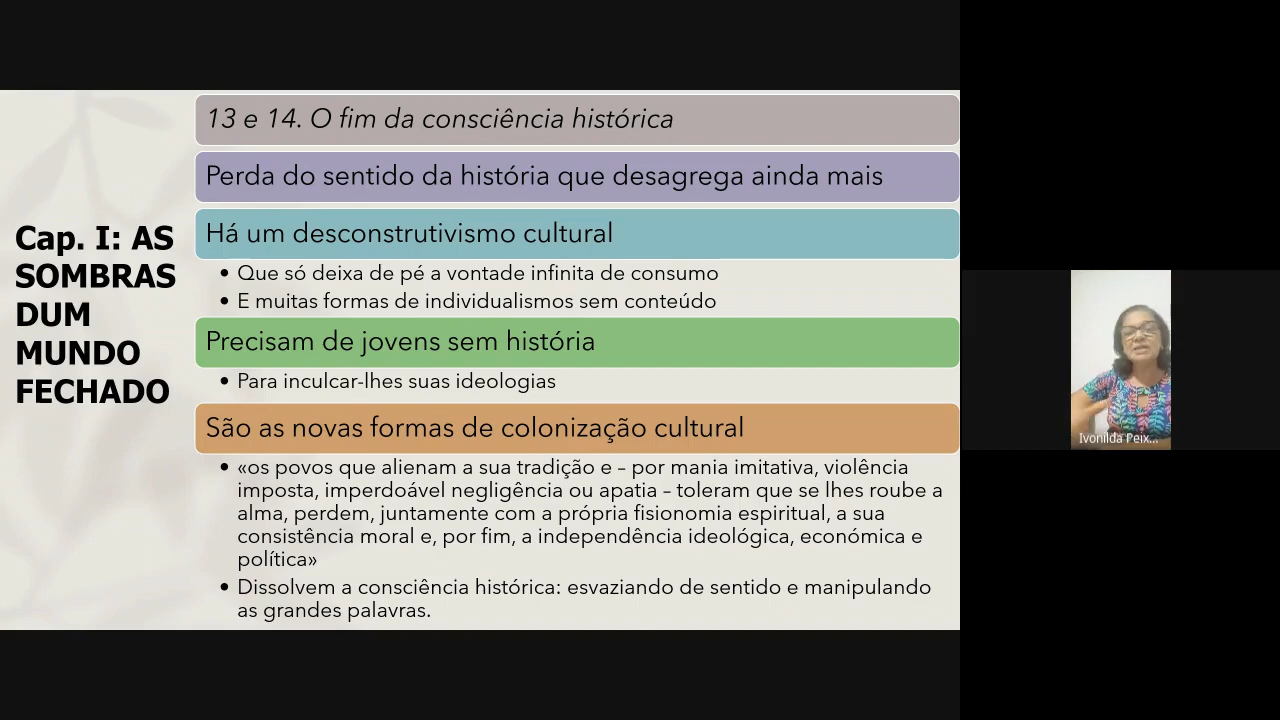 Cap. I: AS
SOMBRAS
DUM
MUNDO
FECHADO
13 e 14. O fim da consciência histórica
Perda do sentido da história que desagrega ainda mais
Há um desconstrutivismo cultural
• Que só deixa de pé a vontade infinita de consumo
• E muitas formas de individualismos sem conteúdo
Precisam de jovens sem história
• Para inculcar-lhes suas ideologias
São as novas formas de colonização cultural
• «os povos que alienam a sua tradição e – por mania imitativa, violência
imposta, imperdoável negligência ou apatia – toleram que se lhes roube a
alma, perdem, juntamente com a própria fisionomia espiritual, a sua
consistência moral e, por fim, a independência ideológica, económica e
política»
• Dissolvem a consciência histórica: esvaziando de sentido e manipulando
as grandes palavras.
Ivonilda Peix...